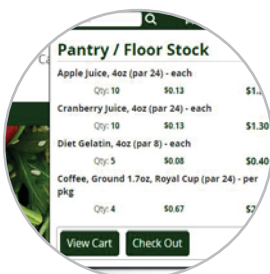 Pantry / Floor Stock
Apple Juice, 4oz (par 24) - each
Qty: 10 $0.13
Cranberry Juice, 4oz (par 24) - each
Qty: 10 $0.13 $1.30
Diet Gelatin, 4oz (par 8) - each
Qty: 5 $0.08 $0.40
Coffee, Ground 1.7oz, Royal Cup (par 24) - per
pkg
Qty: 4 $0.67
View Cart Check Out